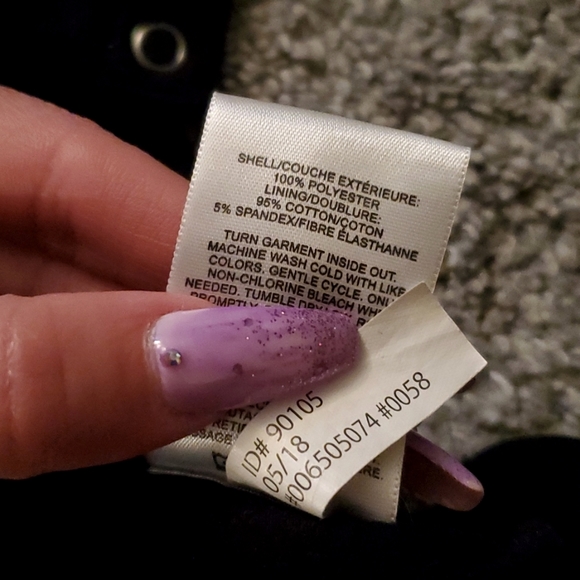 SHELL/COUCHE EXTÉRIEURE:
100% POLYESTER
LINING/DOUBLURE:
95% COTTON/COTON
5% SPANDEX/FIBRE ÉLASTHANNE
TURN GARMENT INSIDE OUT.
MACHINE WASH COLD WITH LIKE
COLORS. GENTLE CYCLE. ONLY
NON-CHLORINE BLEACH WH
NEEDED. TUMBLE DRY
PROMPTLY
ID# 90105
05/18
#006505074 #0058